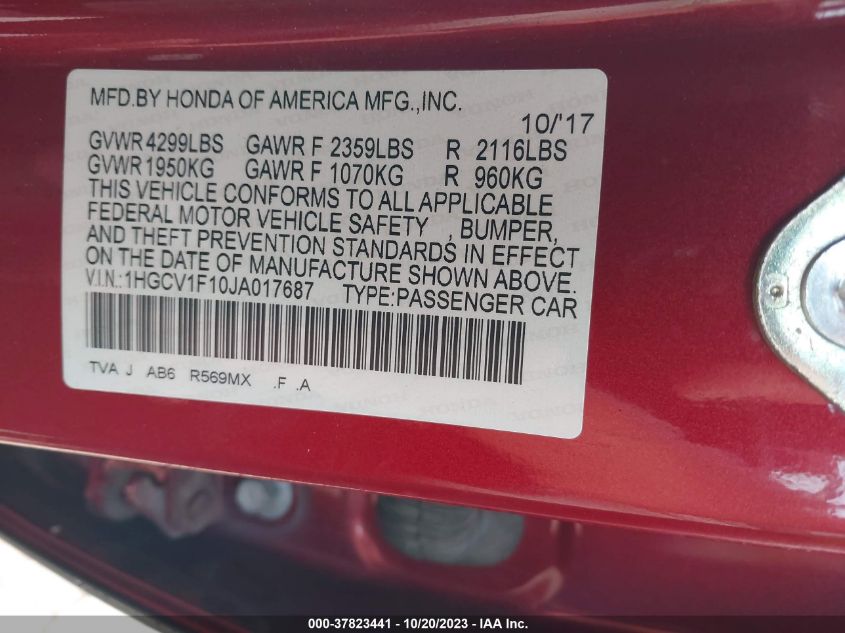 MFD.BY HONDA OF AMERICA MFG.,INC.
10/'17
GVWR 4299LBS GAWR F 2359LBS R 2116LBS
GVWR 1950KG GAWR F 1070KG R 960KG
THIS VEHICLE CONFORMS TO ALL APPLICABLE
FEDERAL MOTOR VEHICLE SAFETY , BUMPER,
AND THEFT PREVENTION STANDARDS IN EFFECT
ON THE DATE OF MANUFACTURE SHOWN ABOVE.
V.I.N.:1HGCV1F10JA017687 TYPE:PASSENGER CAR
TVA J AB6 R569MX .F .A
000-37823441 - 10/20/2023 - IAA Inc.